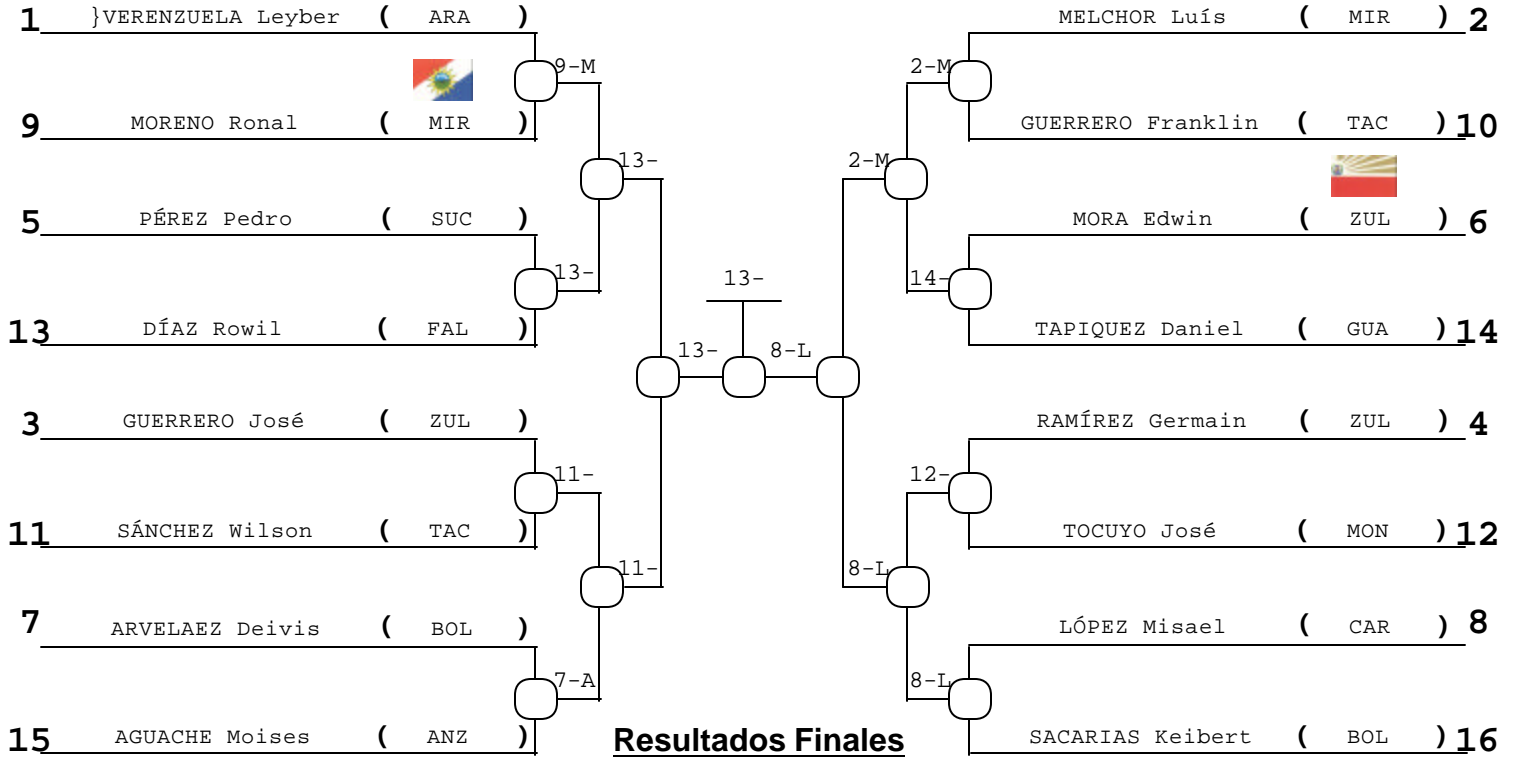 1 }VERENZUELA Leyber ( ARA )
9-M
9 MORENO Ronal ( MIR )
13-
5 PÉREZ Pedro ( SUC )
13-
13 DÍAZ Rowil ( FAL )
13-
3 GUERRERO José ( ZUL )
11-
11 SÁNCHEZ Wilson ( TAC )
11-
7 ARVELAEZ Deivis ( BOL )
7-A
15 AGUACHE Moises ( ANZ )
13-
8-L
MELCHOR Luís ( MIR ) 2
2-M
GUERRERO Franklin ( TAC ) 10
2-M
MORA Edwin ( ZUL ) 6
14-
TAPIQUEZ Daniel ( GUA ) 14
RAMÍREZ Germain ( ZUL ) 4
12-
TOCUYO José ( MON ) 12
8-L
LÓPEZ Misael ( CAR ) 8
8-L
SACARIAS Keibert ( BOL ) 16
Resultados Finales